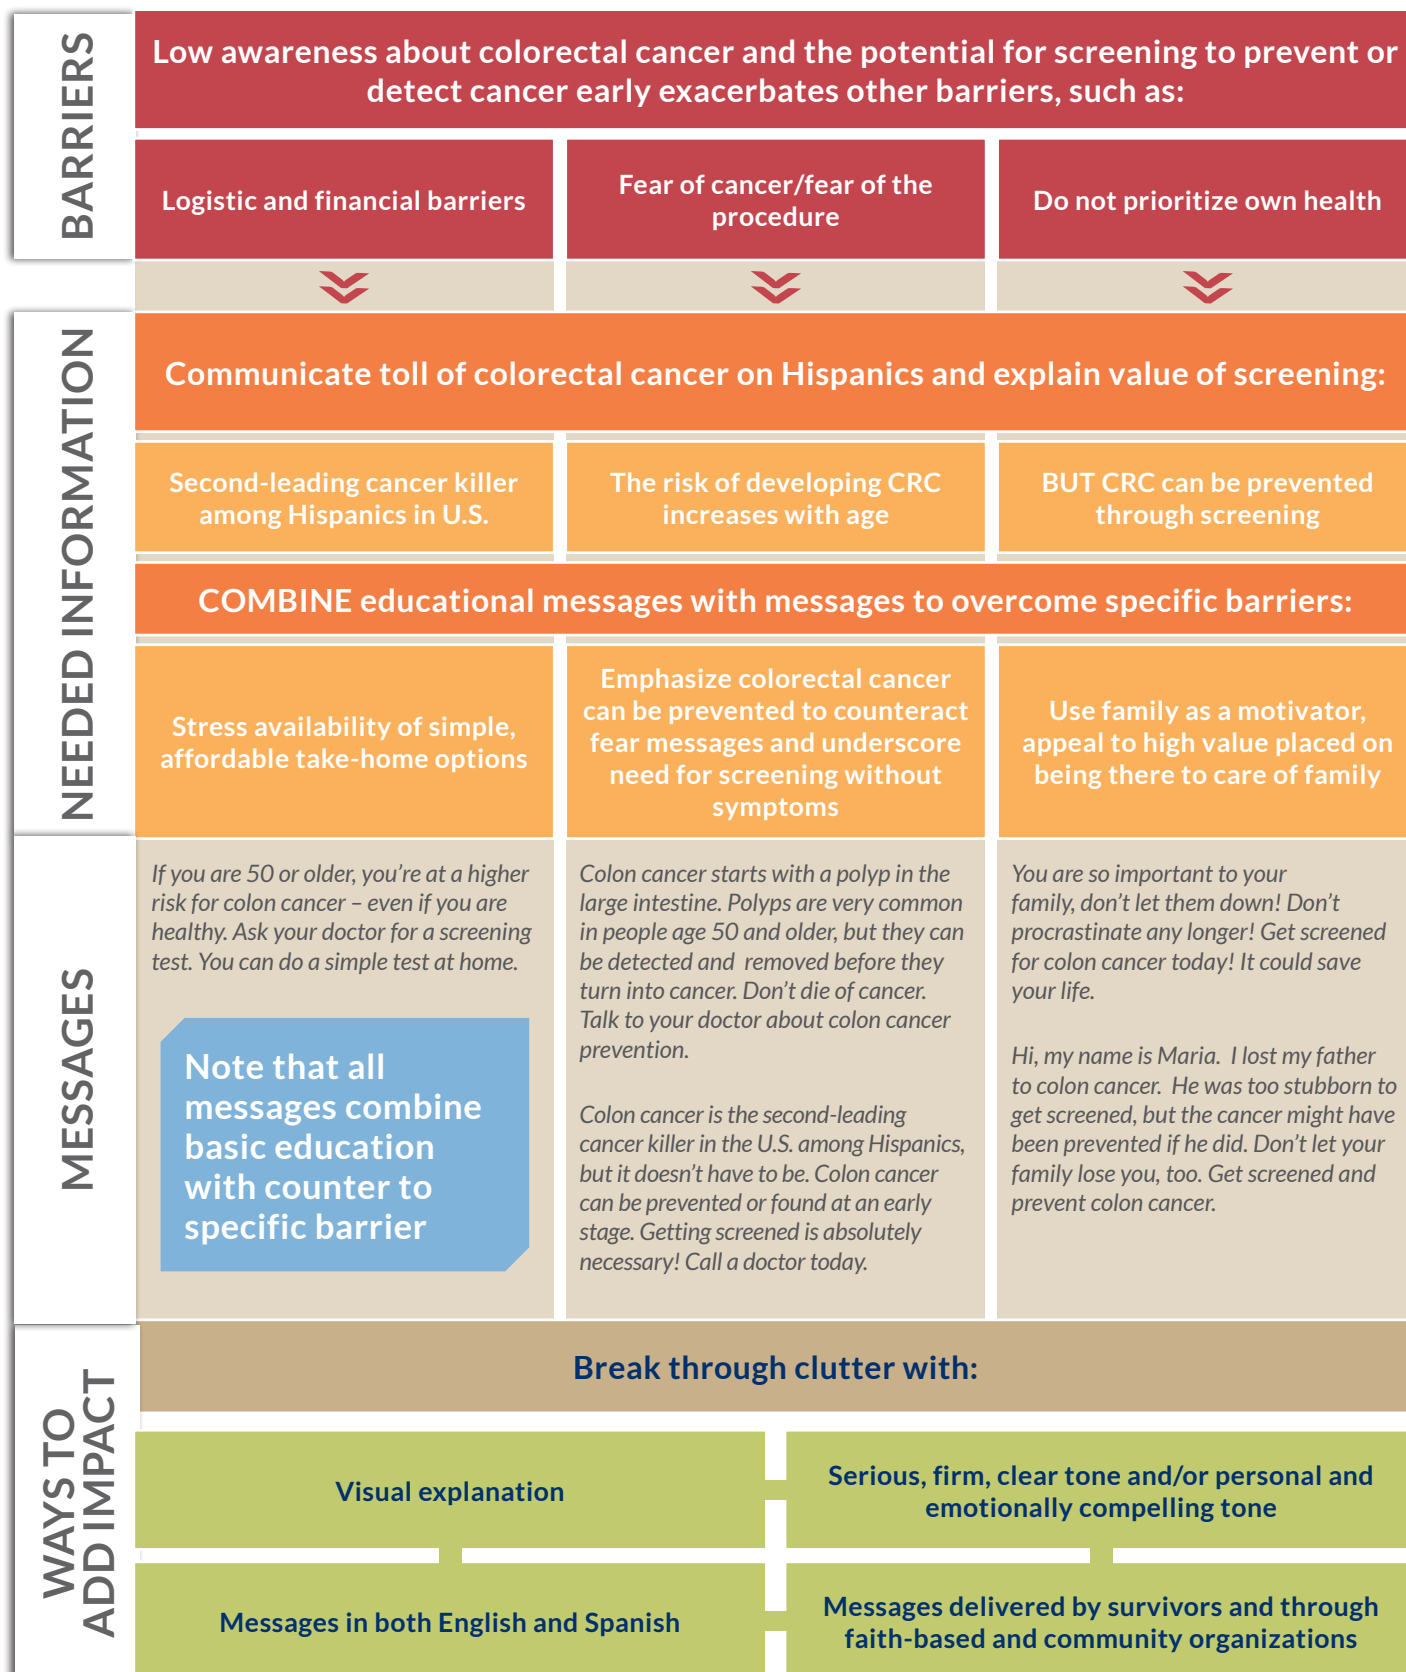 BARRIERS
Low awareness about colorectal cancer and the potential for screening to prevent or
detect cancer early exacerbates other barriers, such as:
Logistic and financial barriers
Fear of cancer/fear of the
procedure
Do not prioritize own health
NEEDED INFORMATION
Communicate toll of colorectal cancer on Hispanics and explain value of screening:
Second-leading cancer killer
among Hispanics in U.S.
The risk of developing CRC
increases with age
BUT CRC can be prevented
through screening
COMBINE educational messages with messages to overcome specific barriers:
Stress availability of simple,
affordable take-home options
Emphasize colorectal cancer
can be prevented to counteract
fear messages and underscore
need for screening without
symptoms
Use family as a motivator,
appeal to high value placed on
being there to care of family
MESSAGES
If you are 50 or older, you're at a higher
risk for colon cancer – even if you are
healthy. Ask your doctor for a screening
test. You can do a simple test at home.
Note that all
messages combine
basic education
with counter to
specific barrier
Colon cancer starts with a polyp in the
large intestine. Polyps are very common
in people age 50 and older, but they can
be detected and removed before they
turn into cancer. Don't die of cancer.
Talk to your doctor about colon cancer
prevention.
Colon cancer is the second-leading
cancer killer in the U.S. among Hispanics,
but it doesn't have to be. Colon cancer
can be prevented or found at an early
stage. Getting screened is absolutely
necessary! Call a doctor today.
You are so important to your
family, don't let them down! Don't
procrastinate any longer! Get screened
for colon cancer today! It could save
your life.
Hi, my name is Maria. I lost my father
to colon cancer. He was too stubborn to
get screened, but the cancer might have
been prevented if he did. Don't let your
family lose you, too. Get screened and
prevent colon cancer.
WAYS TO
ADD IMPACT
Break through clutter with:
Visual explanation
Serious, firm, clear tone and/or personal and
emotionally compelling tone
Messages in both English and Spanish
Messages delivered by survivors and through
faith-based and community organizations